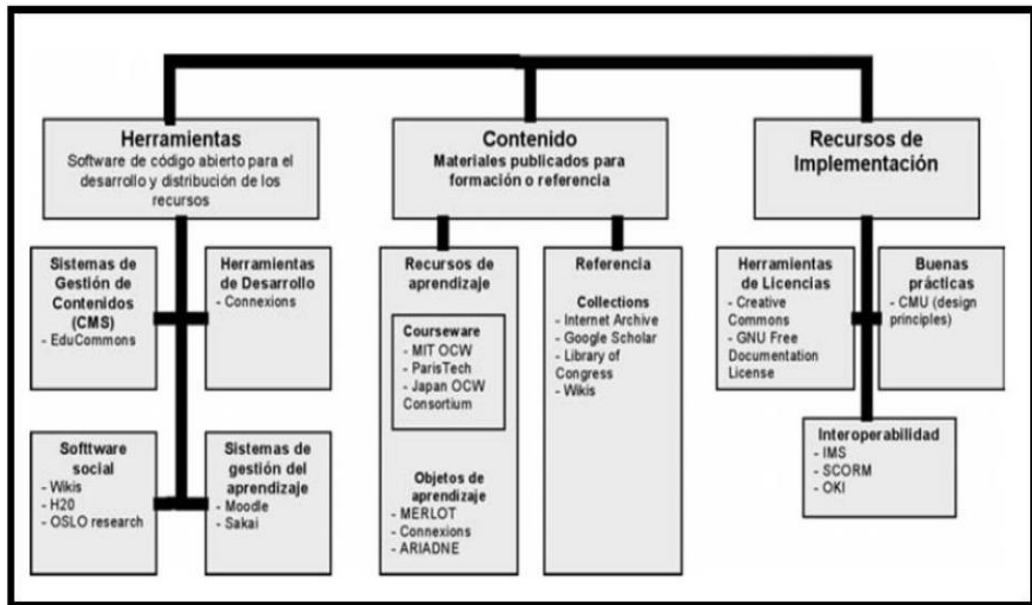 Herramientas
Software de código abierto para el
desarrollo y distribución de los
recursos
Sistemas de
Gestión de
Contenidos
(CMS)
- EduCommons
Herramientas
de Desarrollo
- Connexions
Softtware
social
- Wikis
- H20
- OSLO research
Sistemas de
gestión del
aprendizaje
- Moodle
- Sakai
Contenido
Materiales publicados para
formación o referencia
Recursos de
aprendizaje
Courseware
- MIT OCW
- ParisTech
- Japan OCW
Consortium
Objetos de
aprendizaje
- MERLOT
- Connexions
- ARIADNE
Referencia
Collections
- Internet Archive
- Google Scholar
- Library of
Congress
- Wikis
Recursos de
Implementación
Herramientas
de Licencias
- Creative
Commons
- GNU Free
Documentation
License
Buenas
prácticas
- CMU (design
principles)
Interoperabilidad
- IMS
- SCORM
- OKI